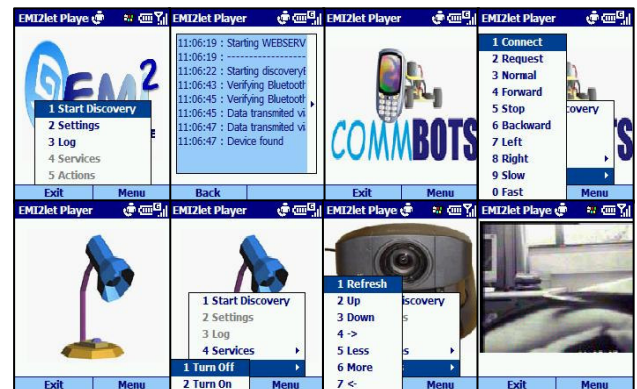 EMI2let Playe
EM2
1 Start Discovery
2 Settings
3 Log
4 Services
5 Actions
Exit Menu
EMI2let Player
11:06:19 : Starting WEBSERV
11:06:19 : --------------------
11:06:22 : Starting discovery
11:06:43 : Verifying Bluetooth
11:06:45 : Verifying Bluetooth
11:06:45 : Data transmited vi
11:06:47 : Data transmited vi
11:06:47 : Device found
Back
EMI2let Player
COMMBOTS
Exit Menu
EMI2let Player
1 Connect
2 Request
3 Normal
4 Forward
5 Stop
6 Backward
7 Left
8 Right
9 Slow
0 Fast
covery
S
Menu
EMI2let Player
Exit Menu
EMI2let Player
1 Start Discovery
2 Settings
3 Log
4 Services
1 Turn Off
2 Turn On
Menu
EMI2let Playe
1 Refresh
2 Up
3 Down
4 ->
5 Less
6 More
7 <-
iscovery
s
s
Menu
EMI2let Playe
Exit Menu